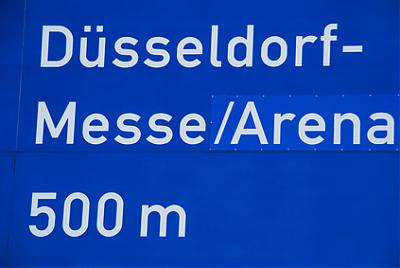 Düsseldorf-
Messe/Arena
500 m